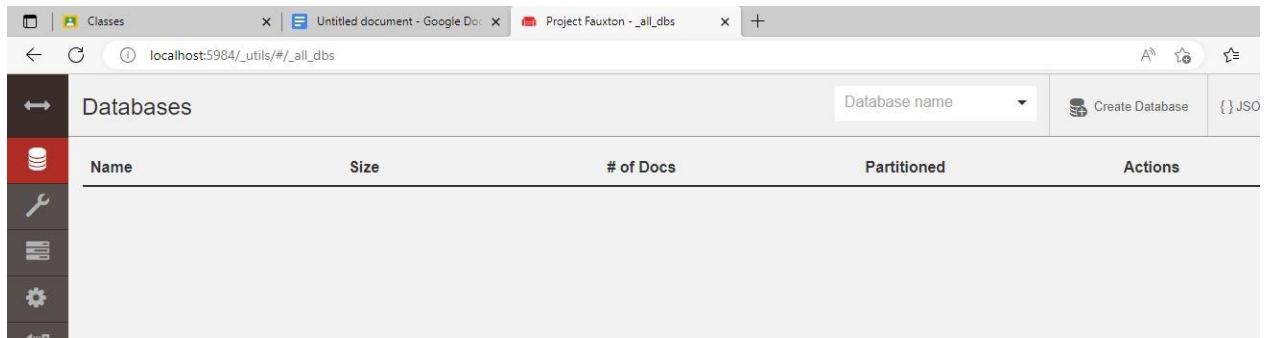 Classes
Untitled document - Google Doc
Project Fauxton - _all_dbs
localhost:5984/_utils/#/_all_dbs
Databases
Database name
Create Database
{ } JSO
Name Size # of Docs Partitioned Actions